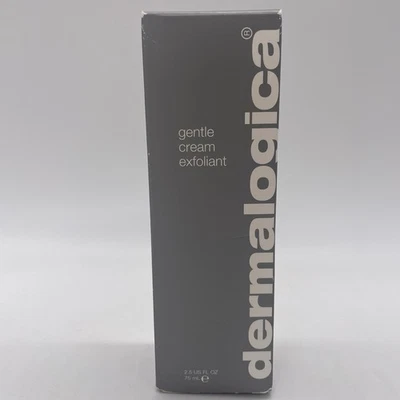 gentle
cream
exfoliant
dermalogica®
2.5 US FL OZ
75 mL ℮